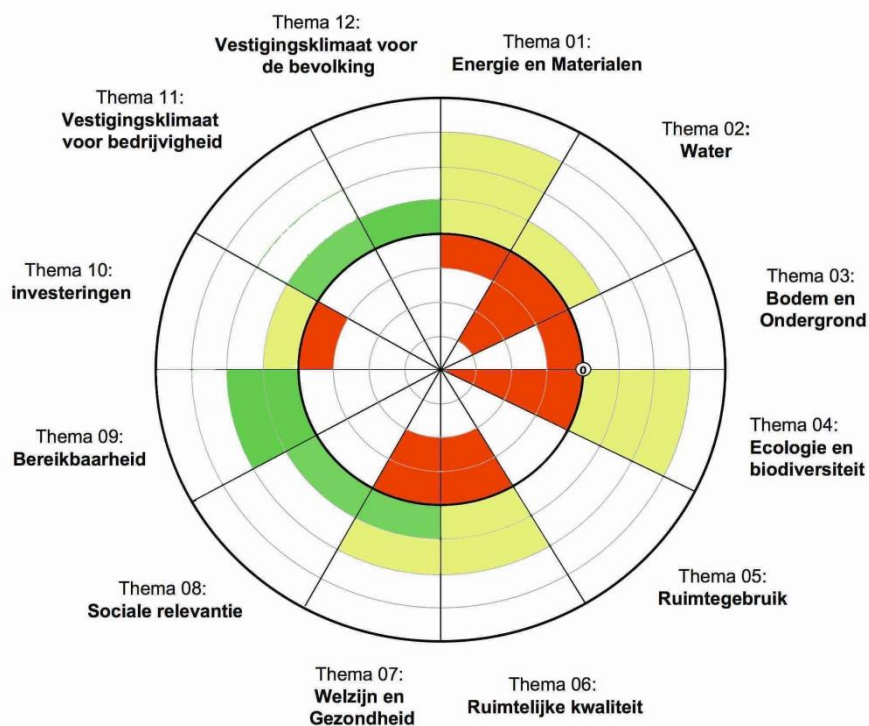 Thema 12:
Vestigingsklimaat voor
de bevolking
Thema 01:
Energie en Materialen
Thema 11:
Vestigingsklimaat
voor bedrijvigheid
Thema 02:
Water
Thema 10:
investeringen
Thema 03:
Bodem en
Ondergrond
0
Thema 09:
Bereikbaarheid
Thema 04:
Ecologie en
biodiversiteit
Thema 08:
Sociale relevantie
Thema 05:
Ruimtegebruik
Thema 07:
Welzijn en
Gezondheid
Thema 06:
Ruimtelijke kwaliteit